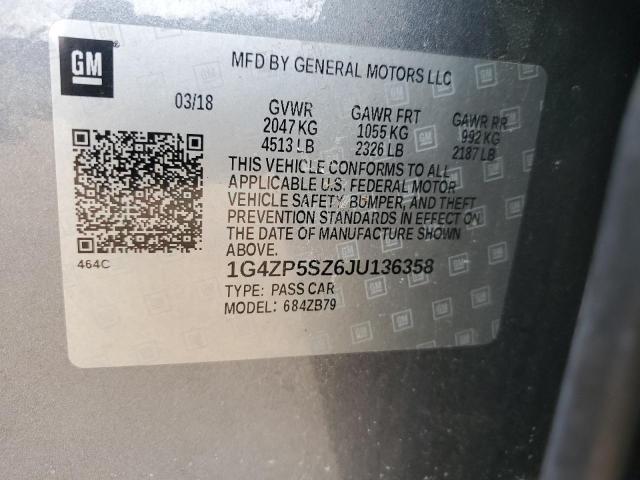 GM
MFD BY GENERAL MOTORS LLC
03/18 GVWR GAWR FRT GAWR RR
2047 KG 1055 KG 992 KG
4513 LB 2326 LB 2187 LB
THIS VEHICLE CONFORMS TO ALL
APPLICABLE U.S. FEDERAL MOTOR
VEHICLE SAFETY, BUMPER, AND THEFT
PREVENTION STANDARDS IN EFFECT ON
THE DATE OF MANUFACTURE SHOWN
ABOVE.
464C
1G4ZP5SZ6JU136358
TYPE: PASS CAR
MODEL: 684ZB79